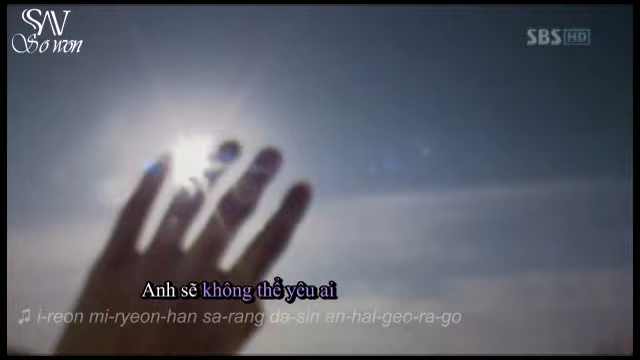 SW
So won
SBS HD
Anh sẽ không thể yêu ai
♫ i-reon mi-ryeon-han sa-rang da-sin an-hal-geo-ra-go